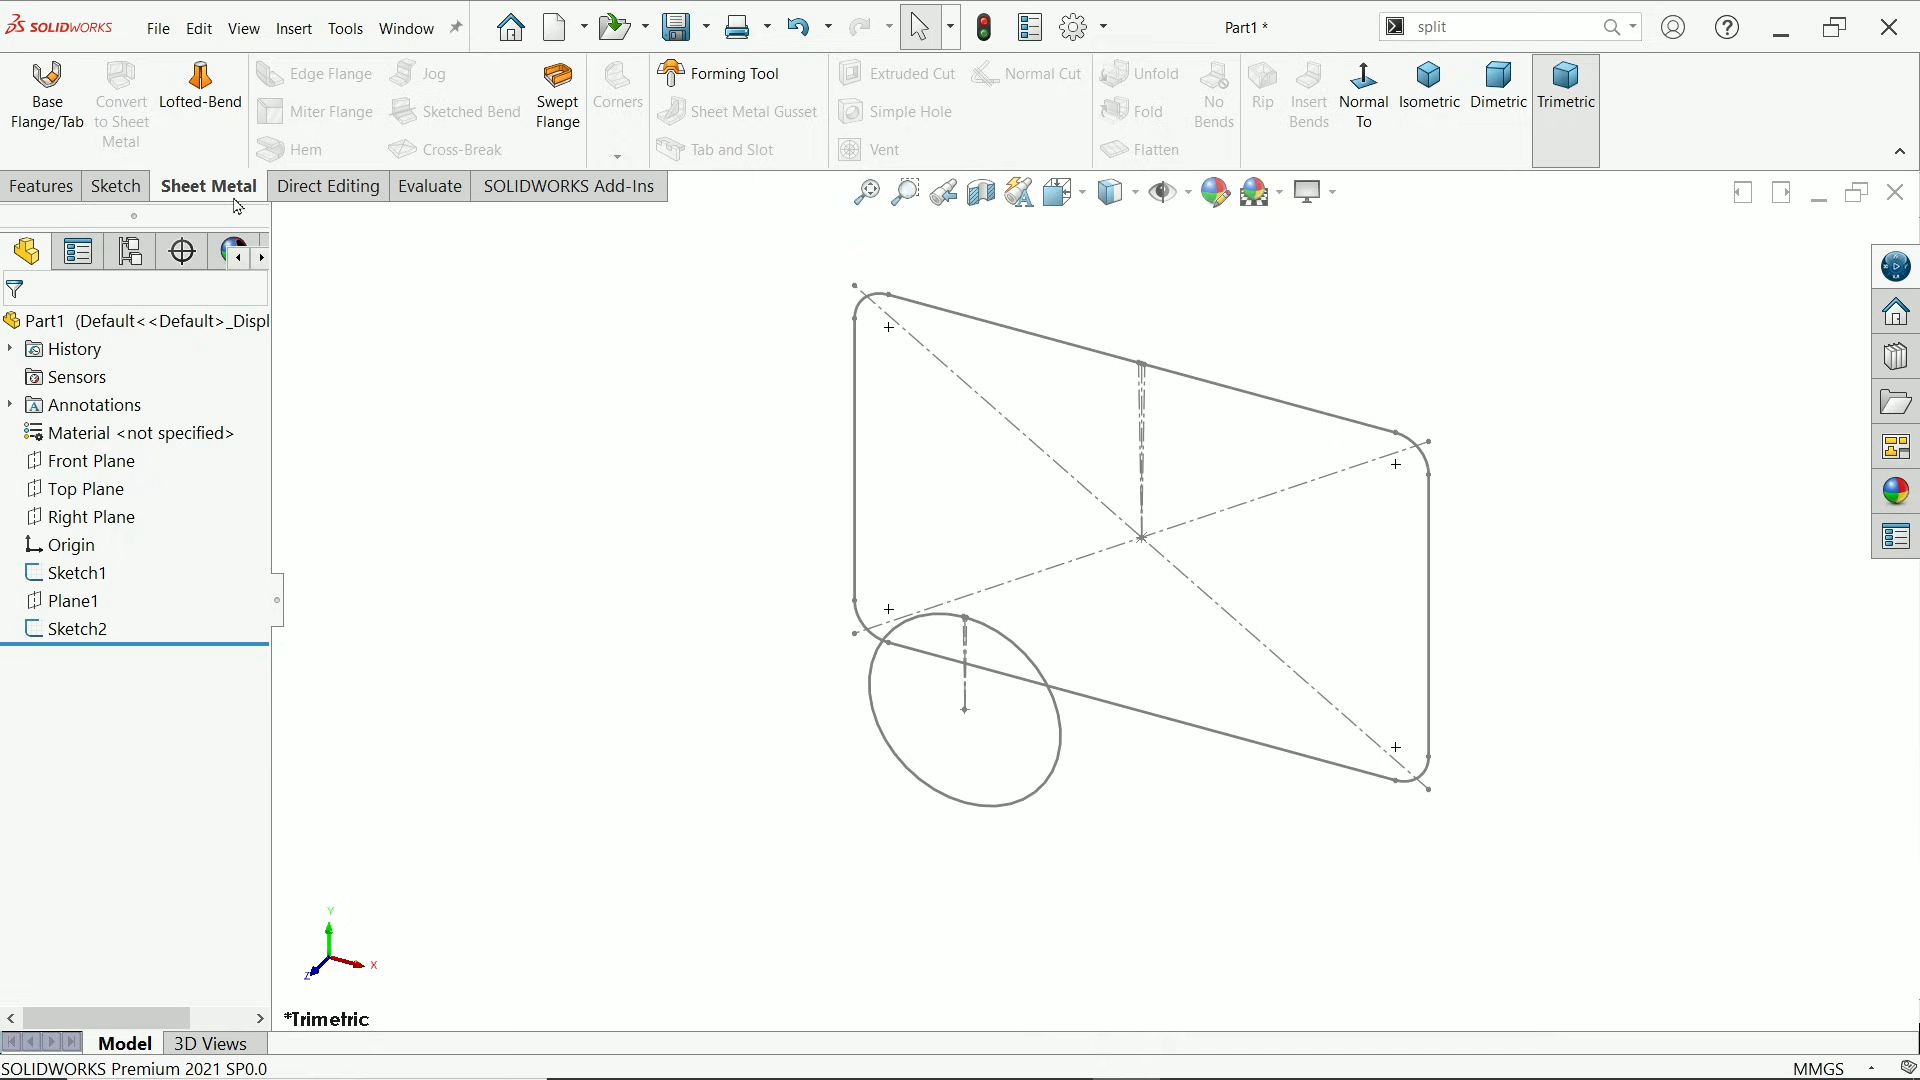 SOLIDWORKS File Edit View Insert Tools Window Part1 * split
Base Flange/Tab
Convert to Sheet Metal
Lofted-Bend
Edge Flange
Miter Flange
Hem
Jog
Sketched Bend
Cross-Break
Swept Flange
Corners
Forming Tool
Sheet Metal Gusset
Tab and Slot
Extruded Cut
Simple Hole
Vent
Normal Cut
Unfold
Fold
Flatten
No Bends
Rip
Insert Bends
Normal To
Isometric
Dimetric
Trimetric
Features Sketch Sheet Metal Direct Editing Evaluate SOLIDWORKS Add-Ins
Part1 (Default<<Default>_Displ
History
Sensors
A Annotations
Material <not specified>
Front Plane
Top Plane
Right Plane
Origin
Sketch1
Plane1
Sketch2
Y
X
Z
*Trimetric
Model 3D Views
SOLIDWORKS Premium 2021 SP0.0 MMGS